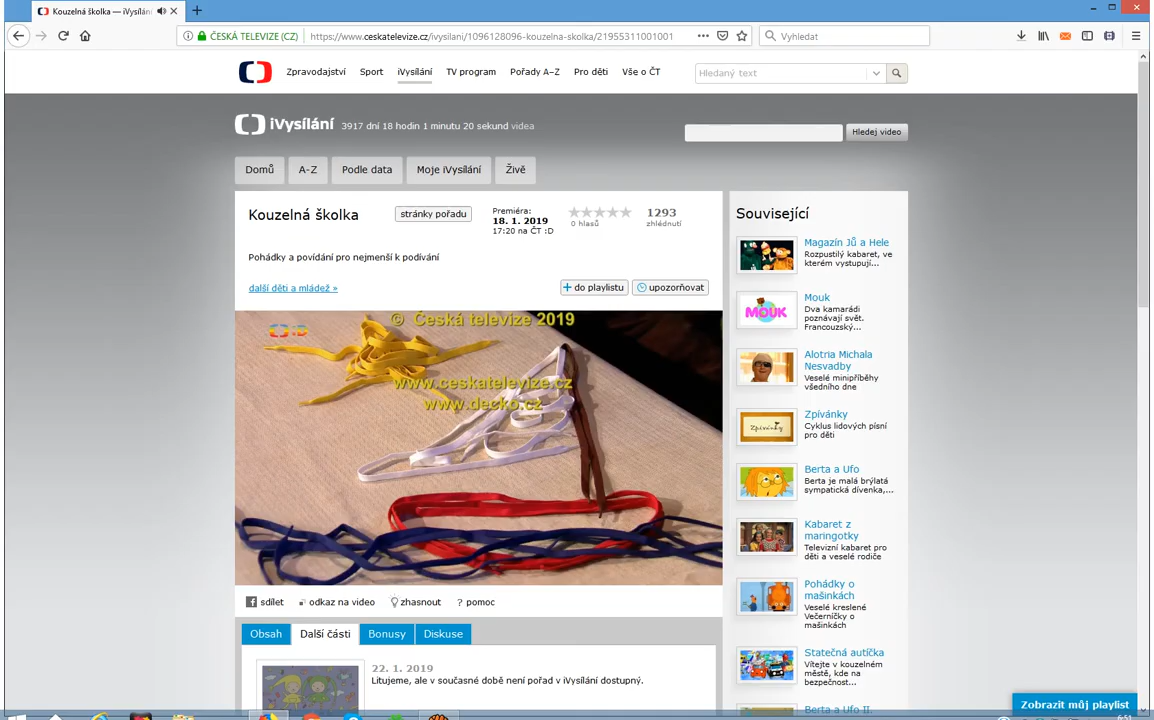 Kouzelná školka — iVysílání
ČESKÁ TELEVIZE (CZ)
https://www.ceskatelevize.cz/ivysilani/1096128096-kouzelna-skolka/21955311001001
Vyhledat
Zpravodajství Sport iVysílání TV program Pořady A–Z Pro děti Vše o ČT
Hledaný text
iVysílání 3917 dní 18 hodin 1 minutu 20 sekund videa
Hledej video
Domů A-Z Podle data Moje iVysílání Živě
Kouzelná školka
stránky pořadu
Premiéra:
18. 1. 2019
17:20 na ČT :D
0 hlasů
1293
zhlédnutí
Pohádky a povídání pro nejmenší k podívání
další děti a mládež »
+ do playlistu
upozorňovat
© Česká televize 2019
www.ceskatelevize.cz
www.decko.cz
sdílet odkaz na video zhasnout ? pomoc
Obsah Další části Bonusy Diskuse
22. 1. 2019
Litujeme, ale v současné době není pořad v iVysílání dostupný.
Související
Magazín Jů a Hele
Rozpustilý kabaret, ve
kterém vystupují...
MOUK
Mouk
Dva kamarádi
poznávají svět.
Francouzský...
Alotria Michala
Nesvadby
Veselé minipříběhy
všedního dne
Zpívánky
Zpívánky
Cyklus lidových písní
pro děti
Berta a Ufo
Berta je malá brýlatá
sympatická dívenka,...
Kabaret z
maringotky
Televizní kabaret pro
děti a veselé rodiče
Pohádky o
mašinkách
Veselé kreslené
Večerníčky o
mašinkách
Statečná autíčka
Vítejte v kouzelném
městě, kde na
bezpečnost...
Berta a Ufo II.
Zobrazit můj playlist
6:51